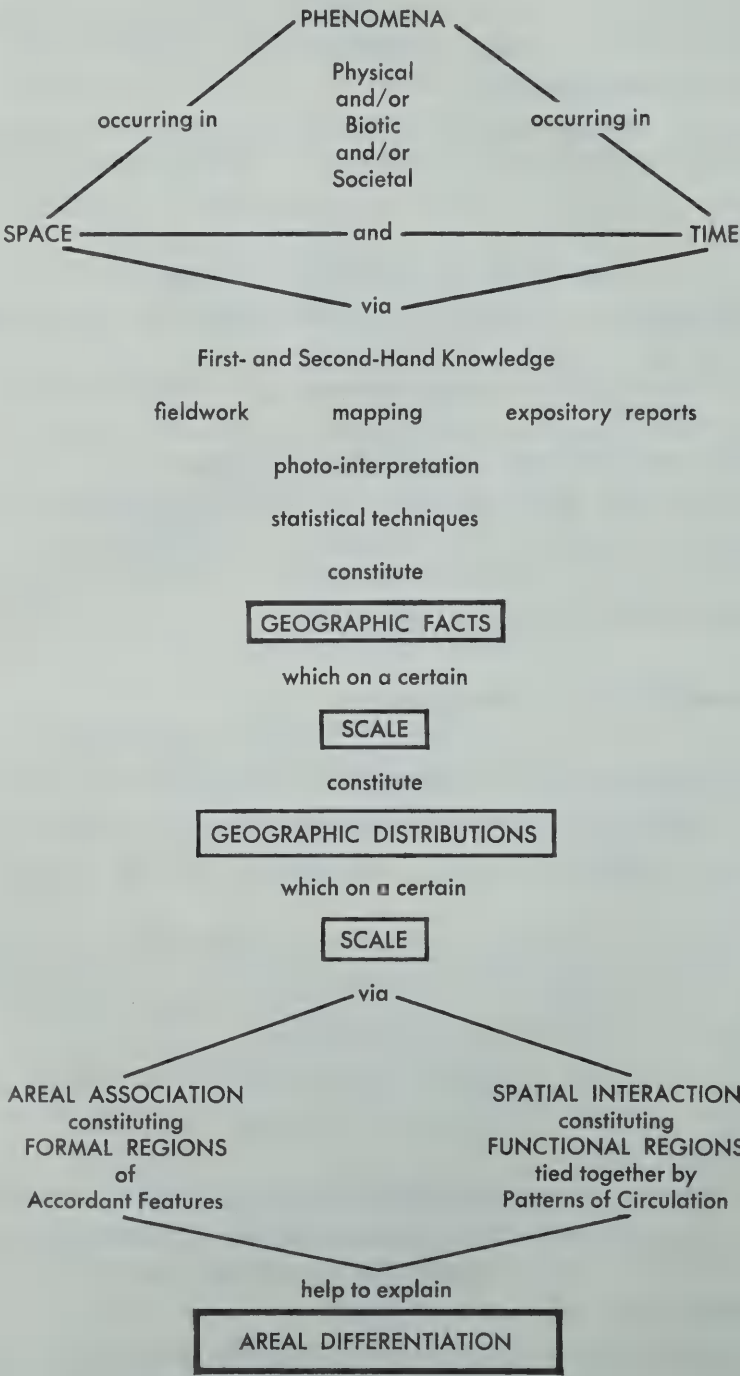 PHENOMENA
Physical
and/or
occurring in Biotic occurring in
and/or
Societal
SPACE and TIME
via
First- and Second-Hand Knowledge
fieldwork mapping expository reports
photo-interpretation
statistical techniques
constitute
GEOGRAPHIC FACTS
which on a certain
SCALE
constitute
GEOGRAPHIC DISTRIBUTIONS
which on a certain
SCALE
via
AREAL ASSOCIATION
constituting
FORMAL REGIONS
of
Accordant Features
SPATIAL INTERACTION
constituting
FUNCTIONAL REGIONS
tied together by
Patterns of Circulation
help to explain
AREAL DIFFERENTIATION